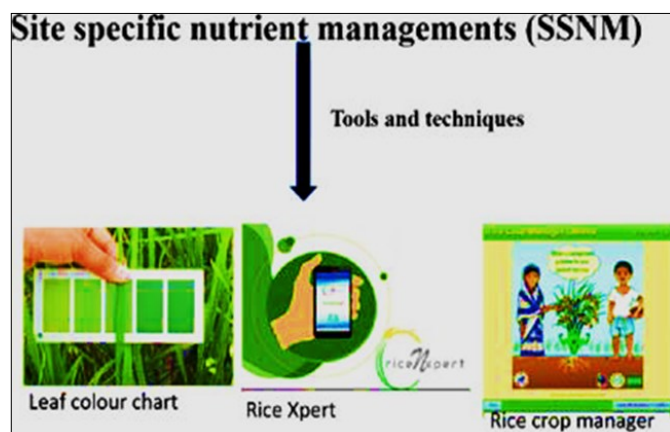 Site specific nutrient managements (SSNM)
Tools and techniques
riceXpert
Leaf colour chart
Rice Xpert
Rice crop manager